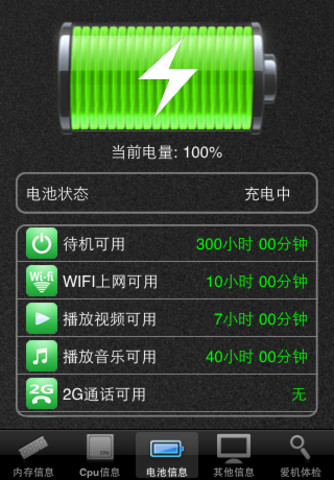 当前电量: 100%
电池状态 充电中
待机可用 300小时 00分钟
Wi-fi WIFI上网可用 10小时 00分钟
播放视频可用 7小时 00分钟
播放音乐可用 40小时 00分钟
2G 2G通话可用 无
内存信息 Cpu信息 电池信息 其他信息 爱机体检